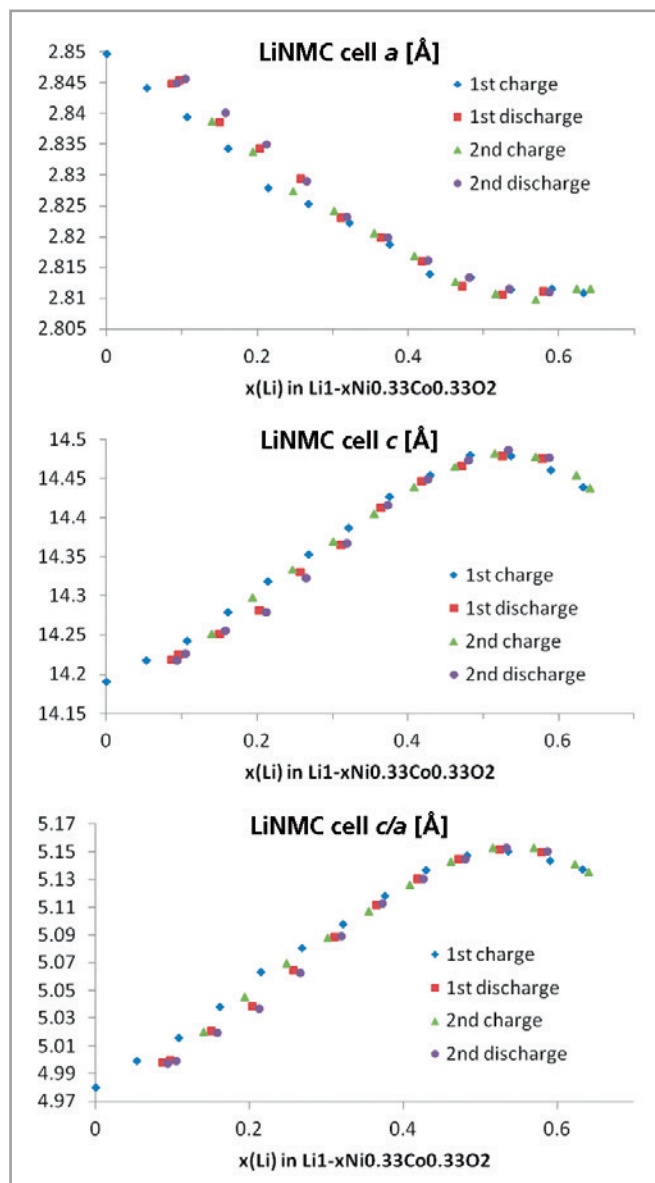 LiNMC cell a [Å]
2.85
2.845
2.84
2.835
2.83
2.825
2.82
2.815
2.81
2.805
1st charge
1st discharge
2nd charge
2nd discharge
0
0.2
0.4
0.6
x(Li) in Li1-xNi0.33Co0.33O2
LiNMC cell c [Å]
14.5
14.45
14.4
14.35
14.3
14.25
14.2
14.15
1st charge
1st discharge
2nd charge
2nd discharge
0
0.2
0.4
0.6
x(Li) in Li1-xNi0.33Co0.33O2
LiNMC cell c/a [Å]
5.17
5.15
5.13
5.11
5.09
5.07
5.05
5.03
5.01
4.99
4.97
1st charge
1st discharge
2nd charge
2nd discharge
0
0.2
0.4
0.6
x(Li) in Li1-xNi0.33Co0.33O2